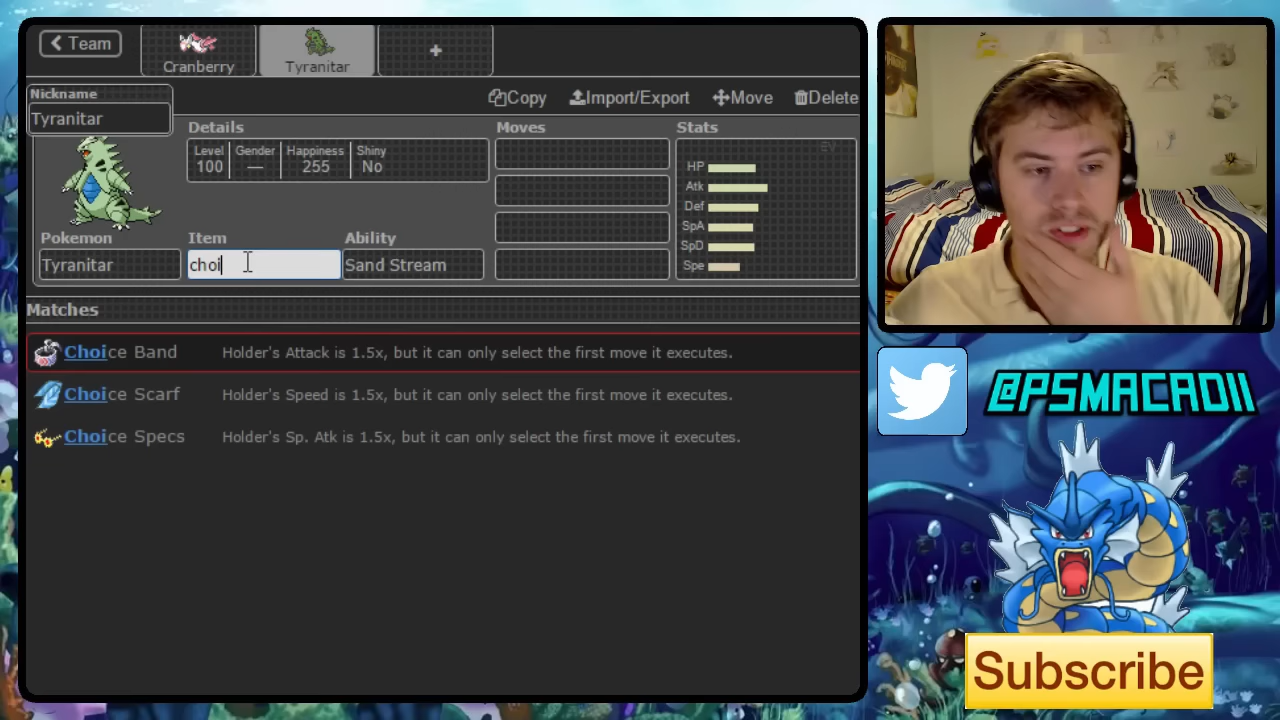 Team
Cranberry
Tyranitar
+
Nickname
Tyranitar
Copy
Import/Export
Move
Delete
Details
Level
100
Gender
—
Happiness
255
Shiny
No
Moves
Stats
EV
HP
Atk
Def
SpA
SpD
Spe
Pokemon
Tyranitar
Item
choi
Ability
Sand Stream
Matches
Choice Band Holder's Attack is 1.5x, but it can only select the first move it executes.
Choice Scarf Holder's Speed is 1.5x, but it can only select the first move it executes.
Choice Specs Holder's Sp. Atk is 1.5x, but it can only select the first move it executes.
@PSMACADII
Subscribe